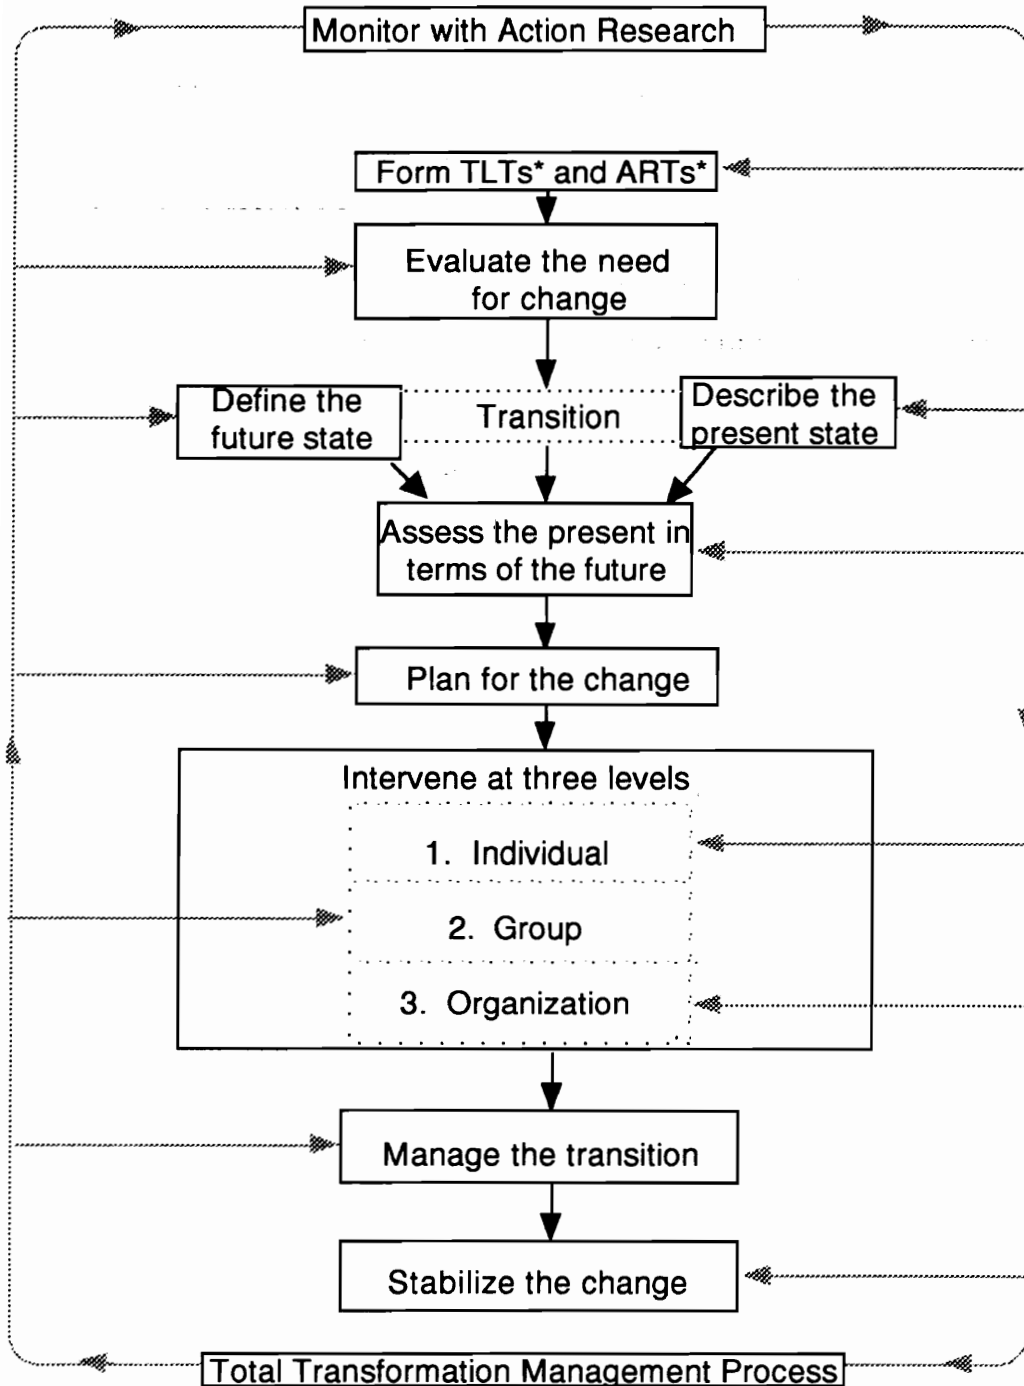 Monitor with Action Research
Form TLTs* and ARTs*
Evaluate the need
for change
Define the
future state
Transition
Describe the
present state
Assess the present in
terms of the future
Plan for the change
Intervene at three levels
1. Individual
2. Group
3. Organization
Manage the transition
Stabilize the change
Total Transformation Management Process